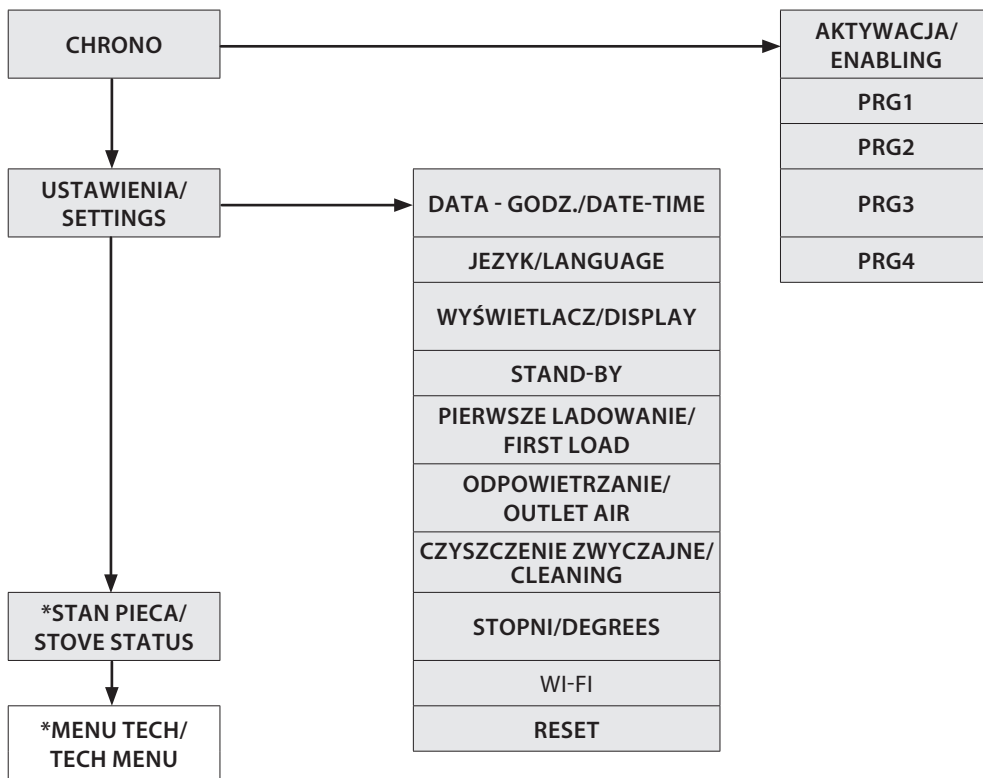 CHRONO
AKTYWACJA/
ENABLING
PRG1
PRG2
PRG3
PRG4
USTAWIENIA/
SETTINGS
DATA - GODZ./DATE-TIME
JEZYK/LANGUAGE
WYŚWIETLACZ/DISPLAY
STAND-BY
PIERWSZE LADOWANIE/
FIRST LOAD
ODPOWIETRZANIE/
OUTLET AIR
CZYSZCZENIE ZWYCZAJNE/
CLEANING
STOPNI/DEGREES
WI-FI
RESET
*STAN PIECA/
STOVE STATUS
*MENU TECH/
TECH MENU